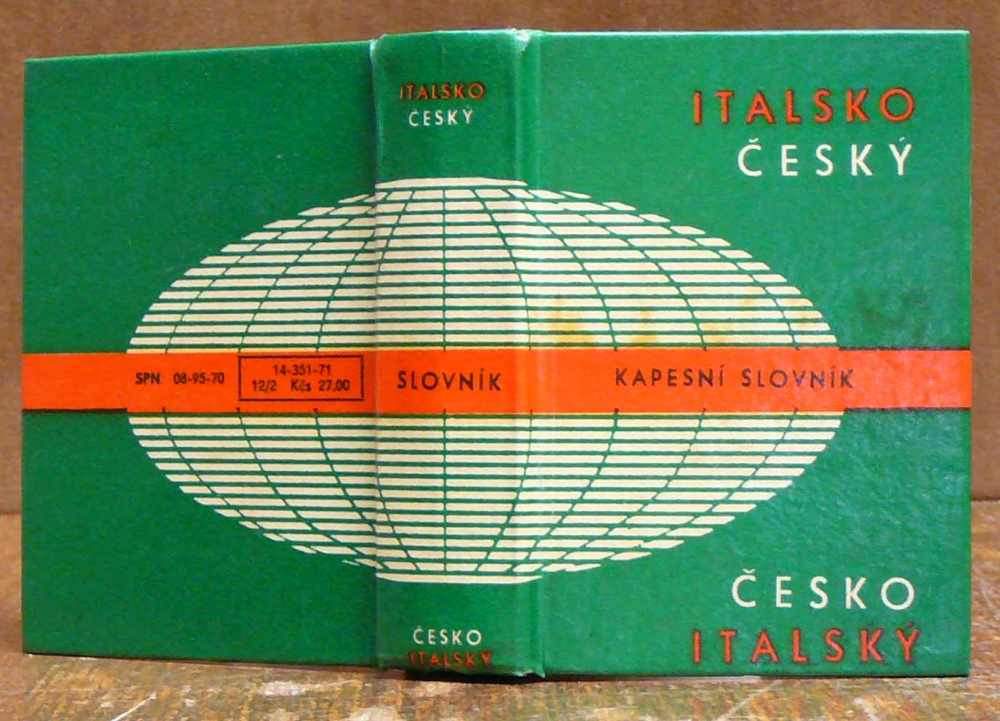 ITALSKO
ČESKÝ
SPN 08-95-70
14-351-71
12/2 Kčs 27,00
SLOVNÍK
ČESKO
ITALSKÝ
ITALSKO
ČESKÝ
KAPESNÍ SLOVNÍK
ČESKO
ITALSKÝ